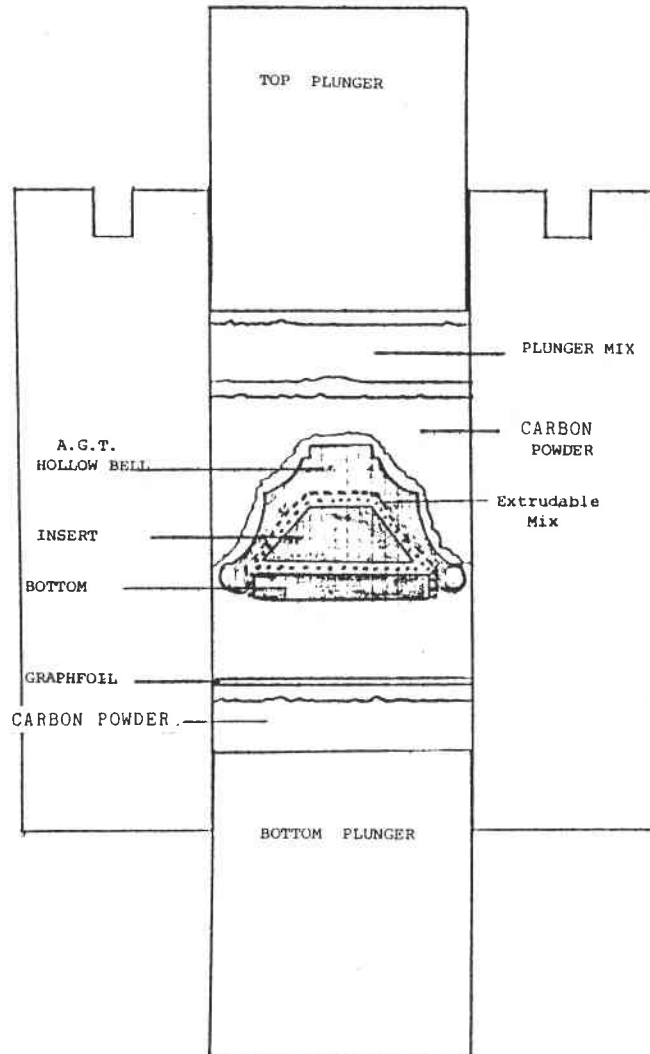 TOP PLUNGER
PLUNGER MIX
CARBON
POWDER
A.G.T.
HOLLOW BELL
Extrudable
Mix
INSERT
BOTTOM
GRAPHFOIL
CARBON POWDER
BOTTOM PLUNGER